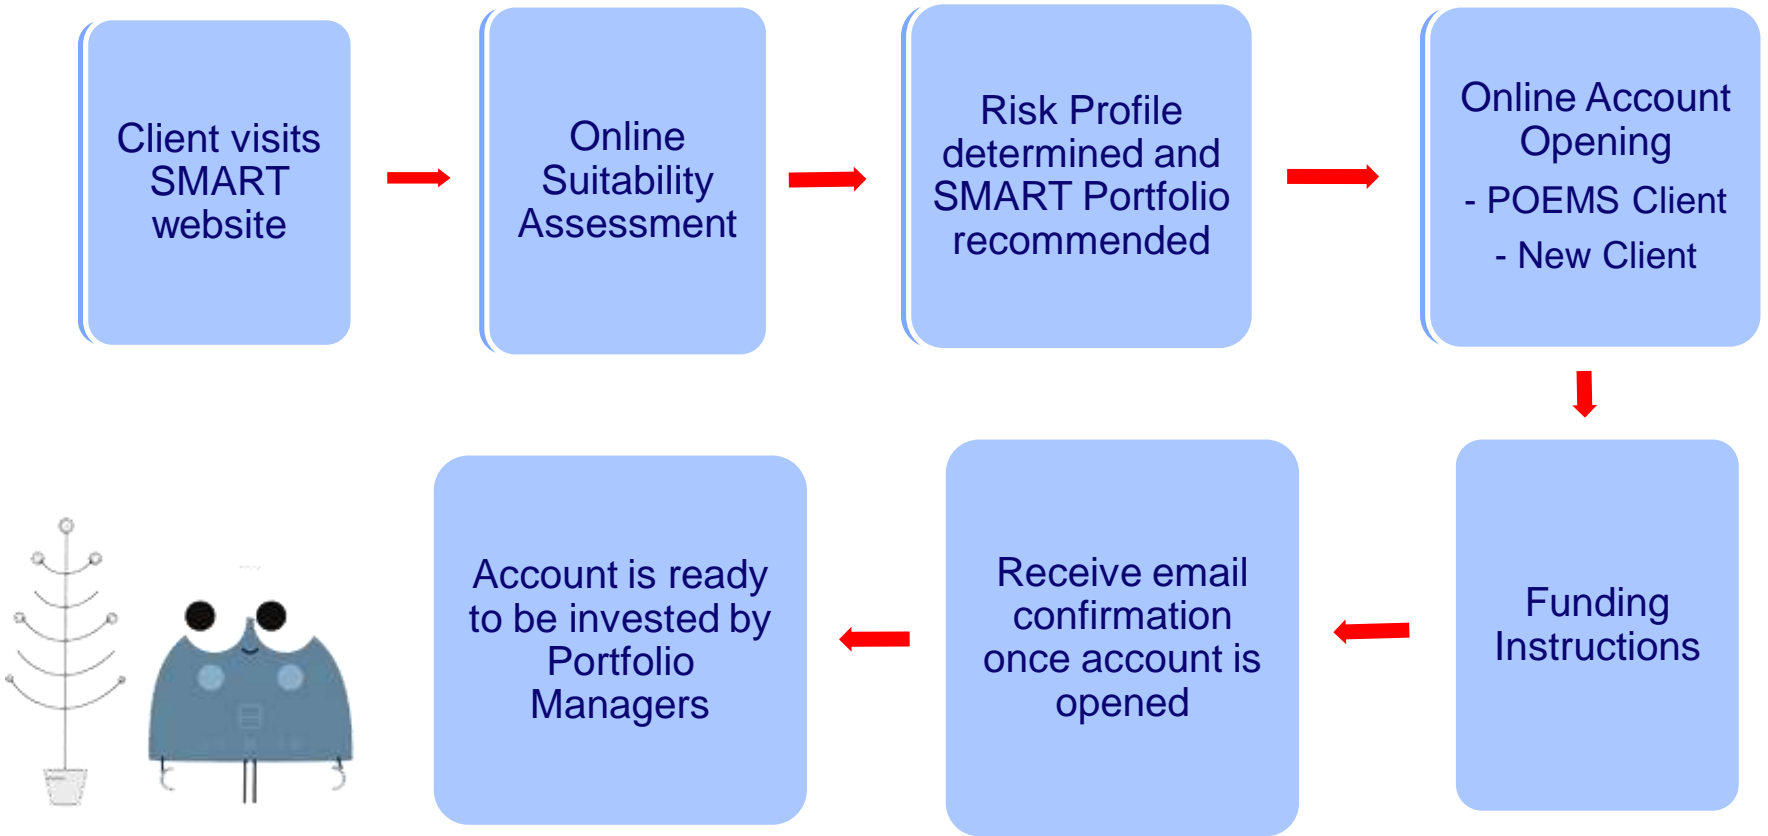 Client visits
SMART
website
Online
Suitability
Assessment
Risk Profile
determined and
SMART Portfolio
recommended
Online Account
Opening
- POEMS Client
- New Client
Funding
Instructions
Receive email
confirmation
once account is
opened
Account is ready
to be invested by
Portfolio
Managers